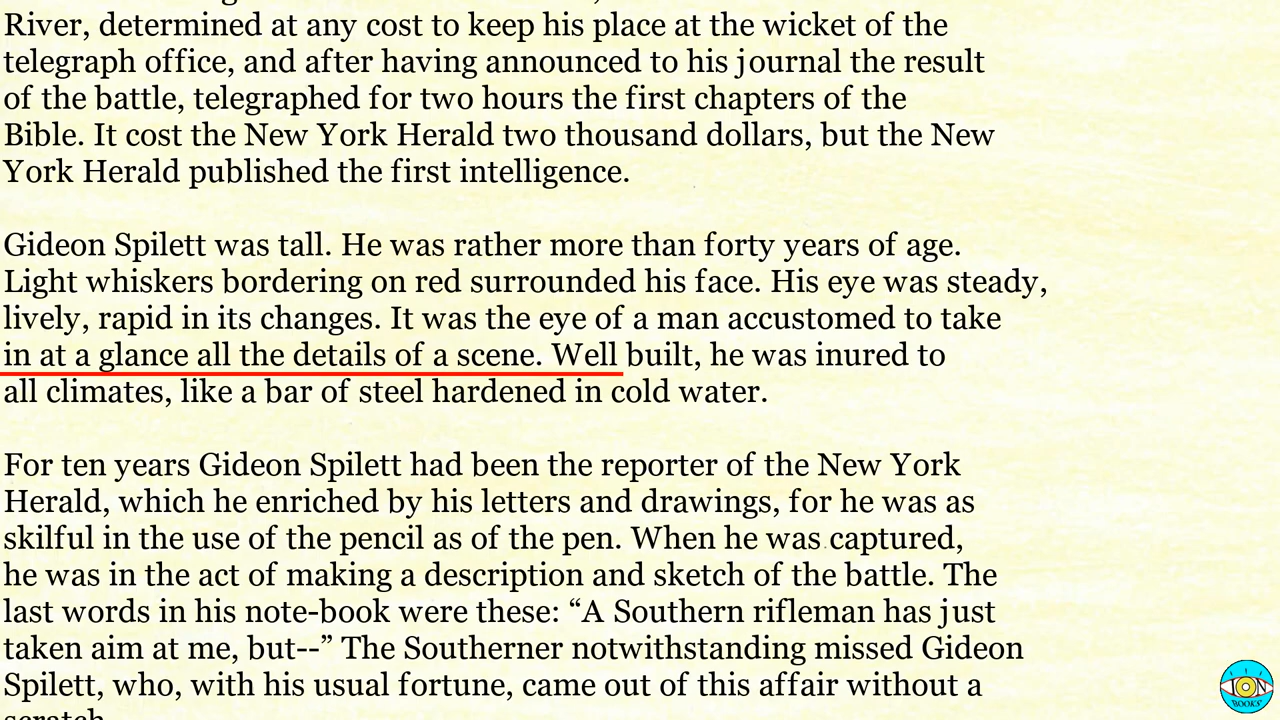 River, determined at any cost to keep his place at the wicket of the
telegraph office, and after having announced to his journal the result
of the battle, telegraphed for two hours the first chapters of the
Bible. It cost the New York Herald two thousand dollars, but the New
York Herald published the first intelligence.
Gideon Spilett was tall. He was rather more than forty years of age.
Light whiskers bordering on red surrounded his face. His eye was steady,
lively, rapid in its changes. It was the eye of a man accustomed to take
in at a glance all the details of a scene. Well built, he was inured to
all climates, like a bar of steel hardened in cold water.
For ten years Gideon Spilett had been the reporter of the New York
Herald, which he enriched by his letters and drawings, for he was as
skilful in the use of the pencil as of the pen. When he was captured,
he was in the act of making a description and sketch of the battle. The
last words in his note-book were these: “A Southern rifleman has just
taken aim at me, but--” The Southerner notwithstanding missed Gideon
Spilett, who, with his usual fortune, came out of this affair without a
scratch.
ION
BOOKS